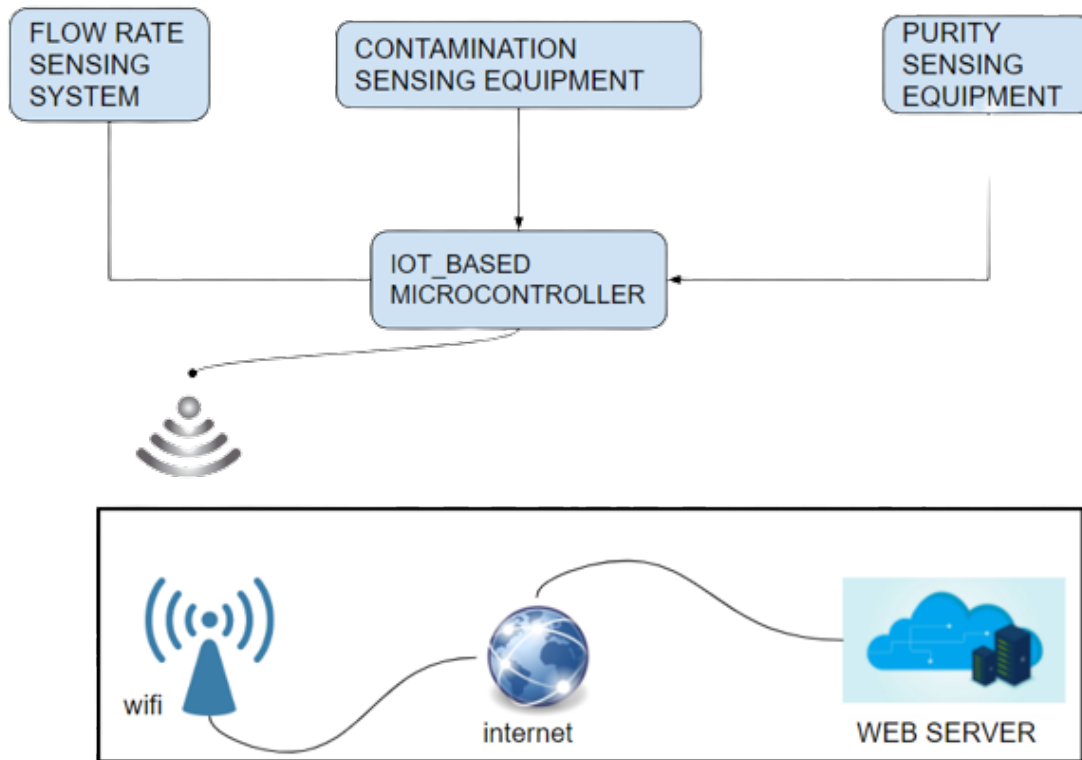 FLOW RATE
SENSING
SYSTEM
CONTAMINATION
SENSING EQUIPMENT
PURITY
SENSING
EQUIPMENT
IOT_BASED
MICROCONTROLLER
wifi
internet
WEB SERVER